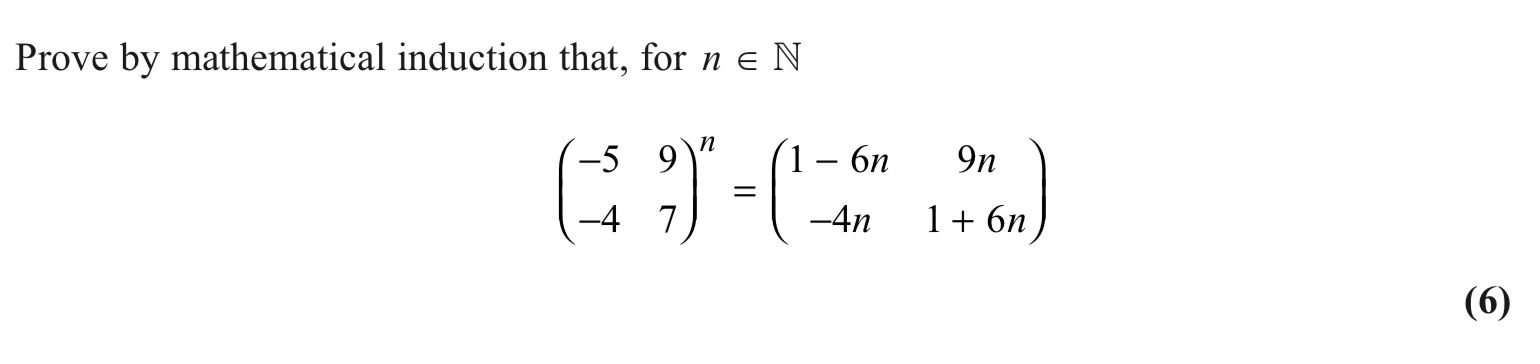 Prove by mathematical induction that, for n ∈ ℕ
(−5 9)ⁿ = (1 − 6n 9n)
(−4 7) (−4n 1 + 6n)
(6)